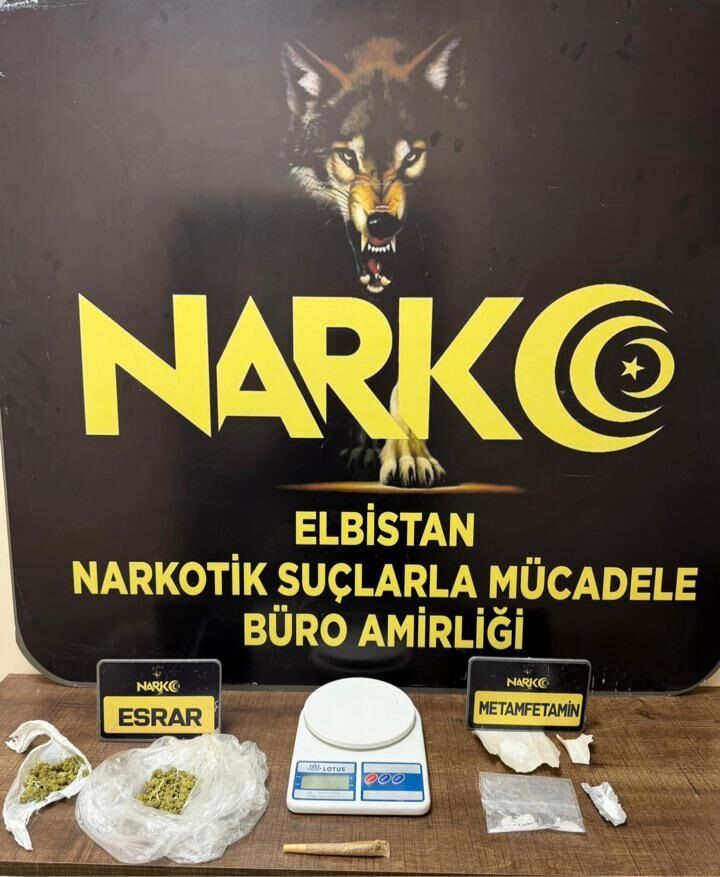 NARKO
ELBİSTAN
NARKOTİK SUÇLARLA MÜCADELE
BÜRO AMİRLİĞİ
NARKO
ESRAR
NARKO
METAMFETAMİN
LOTUS